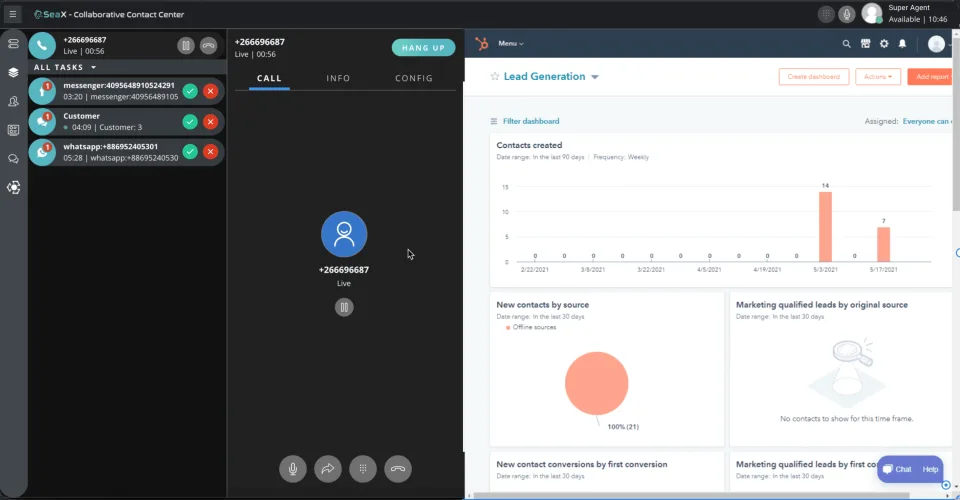 SeaX - Collaborative Contact Center
Super Agent
Available | 10:46
+266696687
Live | 00:56
ALL TASKS
1
messenger:4095648910524291
03:20 | messenger:40956489105
1
Customer
04:09 | Customer: 3
1
whatsapp:+886952405301
05:28 | whatsapp:+88695240530
+266696687
Live | 00:56
HANG UP
CALL
INFO
CONFIG
+266696687
Live
Menu
Lead Generation
Create dashboard
Actions
Add report
Filter dashboard
Assigned: Everyone can
Contacts created
Date range: In the last 90 days | Frequency: Weekly
15
10
5
0
0 0 0 0 0 0 0 0 0 0 14 0 7
2/22/2021 3/8/2021 3/22/2021 4/5/2021 4/19/2021 5/3/2021 5/17/2021
New contacts by source
Date range: In the last 30 days
Offline sources
100% (21)
Marketing qualified leads by original source
Date range: In the last 30 days
No contacts to show for this time frame.
New contact conversions by first conversion
Date range: In the last 30 days
Marketing qualified leads by first co
Date range: In the last 30 days
Chat
Help